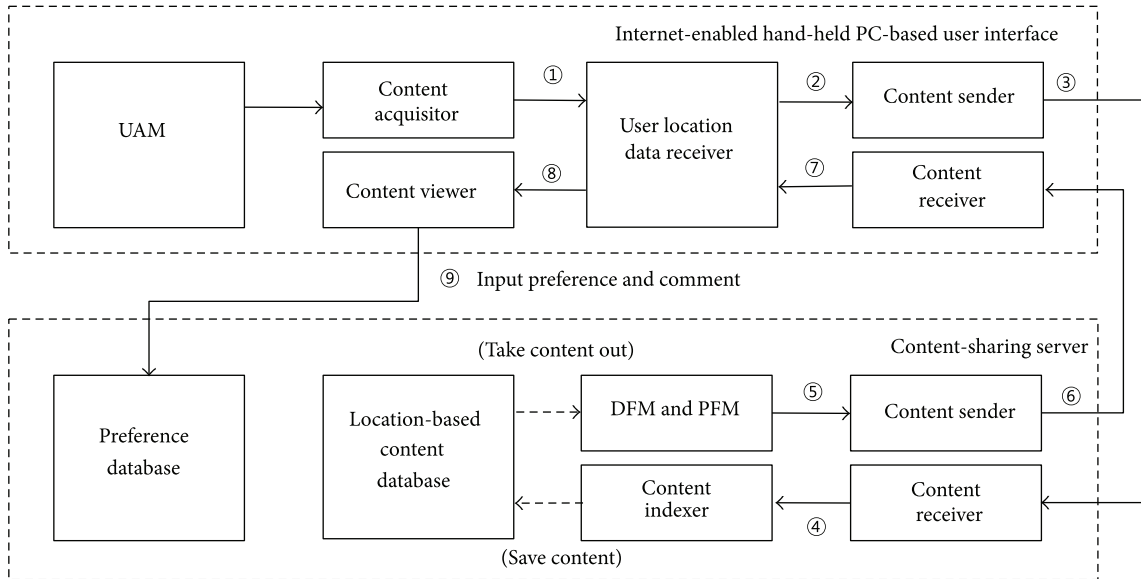 Internet-enabled hand-held PC-based user interface
UAM
Content
acquisitor
①
User location
data receiver
②
Content sender
③
Content viewer
⑧
⑦
Content
receiver
⑨ Input preference and comment
Content-sharing server
(Take content out)
Preference
database
Location-based
content
database
DFM and PFM
⑤
Content sender
⑥
Content
indexer
④
Content
receiver
(Save content)